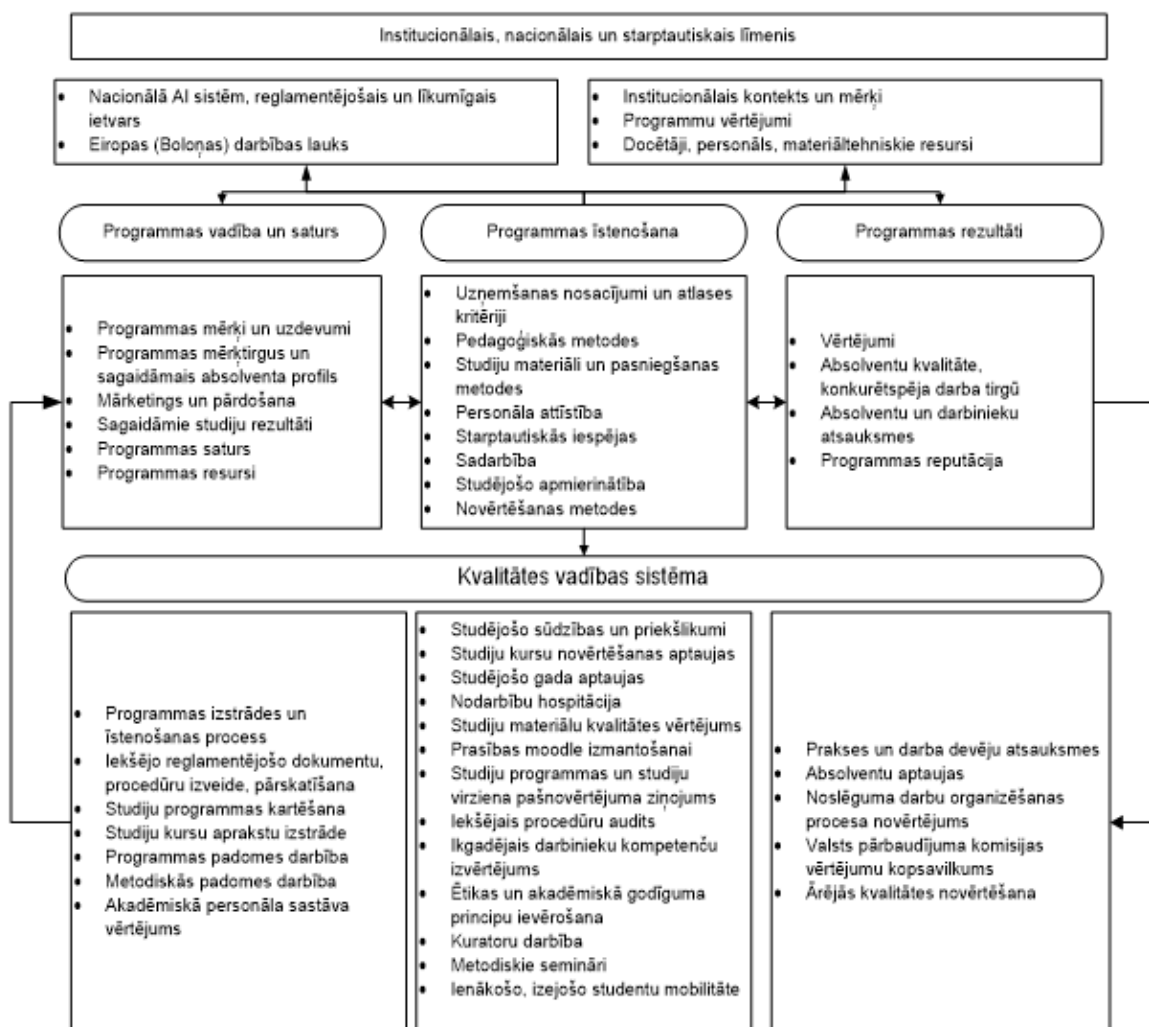 Institucionālais, nacionālais un starptautiskais līmenis
• Nacionālā AI sistēm, reglamentējošais un līkumīgais
ietvars
• Eiropas (Boloņas) darbības lauks
• Institucionālais kontekts un mērķi
• Programmu vērtējumi
• Docētāji, personāls, materiāltehniskie resursi
Programmas vadība un saturs
Programmas īstenošana
Programmas rezultāti
• Programmas mērķi un uzdevumi
• Programmas mērķtirgus un
sagaidāmais absolventa profils
• Mārketings un pārdošana
• Sagaidāmie studiju rezultāti
• Programmas saturs
• Programmas resursi
• Uzņemšanas nosacījumi un atlases
kritēriji
• Pedagoģiskās metodes
• Studiju materiāli un pasniegšanas
metodes
• Personāla attīstība
• Starptautiskās iespējas
• Sadarbība
• Studējošo apmierinātība
• Novērtēšanas metodes
• Vērtējumi
• Absolventu kvalitāte,
konkurētspēja darba tirgū
• Absolventu un darbinieku
atsauksmes
• Programmas reputācija
Kvalitātes vadības sistēma
• Programmas izstrādes un
īstenošanas process
• Iekšējo reglamentējošo dokumentu,
procedūru izveide, pārskatīšana
• Studiju programmas kartēšana
• Studiju kursu aprakstu izstrāde
• Programmas padomes darbība
• Metodiskās padomes darbība
• Akadēmiskā personāla sastāva
vērtējums
• Studējošo sūdzības un priekšlikumi
• Studiju kursu novērtēšanas aptaujas
• Studējošo gada aptaujas
• Nodarbību hospitācija
• Studiju materiālu kvalitātes vērtējums
• Prasības moodle izmantošanai
• Studiju programmas un studiju
virziena pašnovērtējuma ziņojums
• Iekšējais procedūru audits
• Ikgadējais darbinieku kompetenču
izvērtējums
• Ētikas un akadēmiskā godīguma
principu ievērošana
• Kuratoru darbība
• Metodiskie semināri
• Ienākošo, izejošo studentu mobilitāte
• Prakses un darba devēju atsauksmes
• Absolventu aptaujas
• Noslēguma darbu organizēšanas
procesa novērtējums
• Valsts pārbaudījuma komisijas
vērtējumu kopsavilkums
• Ārējās kvalitātes novērtēšana